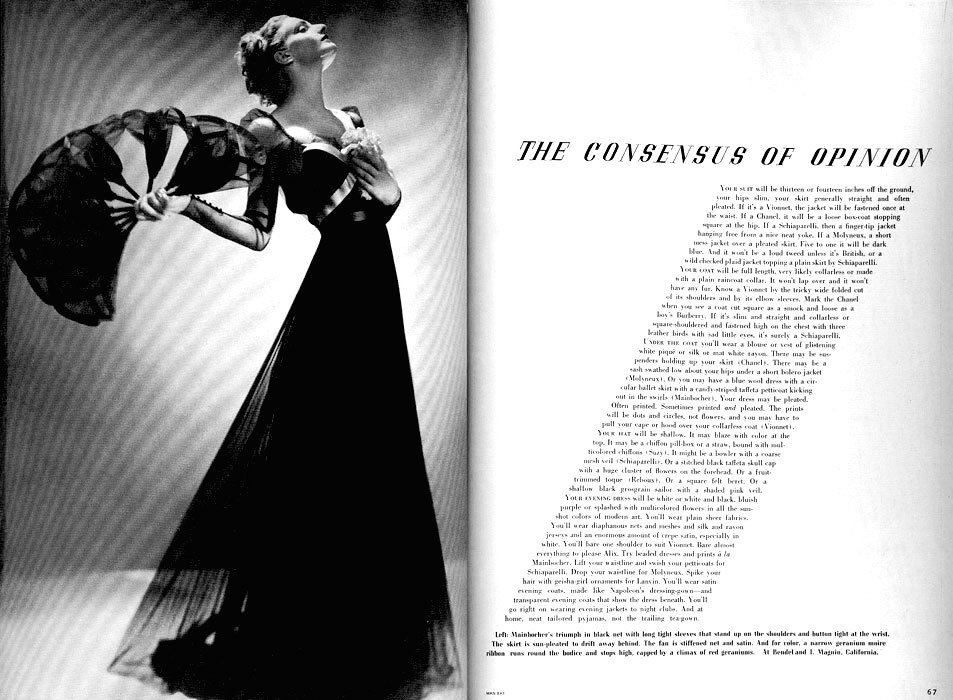 THE CONSENSUS OF OPINION
YOUR SUIT will be thirteen or fourteen inches off the ground,
your hips slim, your skirt generally straight and often
pleated. If it's a Vionnet, the jacket will be fastened once at
the waist. If a Chanel, it will be a loose box-coat stopping
square at the hip. If a Schiaparelli, then a finger-tip jacket
hanging free from a nice neat yoke. If a Molyneux, a short
mess jacket over a pleated skirt. Five to one it will be dark
blue. And it won't be a loud tweed unless it's British, or a
wild checked plaid jacket topping a plain skirt by Schiaparelli.
YOUR COAT will be full length, very likely collarless or made
with a plain raincoat collar. It won't lap over and it won't
have any fur. Know a Vionnet by the tricky wide folded cut
of its shoulders and by its elbow sleeves. Mark the Chanel
when you see a coat cut square as a smock and loose as a
boy's Burberry. If it's slim and straight and collarless or
square-shouldered and fastened high on the chest with three
leather birds with sad little eyes, it's surely a Schiaparelli.
UNDER THE COAT you'll wear a blouse or vest of glistening
white piqué or silk or mat white rayon. There may be sus-
penders holding up your skirt (Chanel). There may be a
sash swathed low about your hips under a short bolero jacket
(Molyneux). Or you may have a blue wool dress with a cir-
cular ballet skirt with a candy-striped taffeta petticoat kicking
out in the swirls (Mainbocher). Your dress may be pleated.
Often printed. Sometimes printed and pleated. The prints
will be dots and circles, not flowers, and you may have to
pull your cape or hood over your collarless coat (Vionnet).
YOUR HAT will be shallow. It may blaze with color at the
top. It may be a chiffon pill-box or a straw, bound with mul-
ticolored chiffons (Suzy). It might be a bowler with a coarse
mesh veil (Schiaparelli). Or a stitched black taffeta skull cap
with a huge cluster of flowers on the forehead. Or a fruit-
trimmed toque (Reboux). Or a square felt beret. Or a
shallow black grosgrain sailor with a shaded pink veil.
YOUR EVENING DRESS will be white or white and black, bluish
purple or splashed with multicolored flowers in all the sun-
shot colors of modern art. You'll wear plain sheer fabrics.
You'll wear diaphanous nets and meshes and silk and rayon
jerseys and an enormous amount of crepe satin, especially in
white. You'll bare one shoulder to suit Vionnet. Bare almost
everything to please Alix. Try beaded dresses and prints à la
Mainbocher. Lift your waistline and swish your petticoats for
Schiaparelli. Drop your waistline for Molyneux. Spike your
hair with geisha-girl ornaments for Lanvin. You'll wear satin
evening coats, made like Napoleon's dressing-gown—and
transparent evening coats that show the dress beneath. You'll
go right on wearing evening jackets to night clubs. And at
home, neat tailored pyjamas, not the trailing tea-gown.
Left: Mainbocher's triumph in black net with long tight sleeves that stand up on the shoulders and button tight at the wrist.
The skirt is sun-pleated to drift away behind. The fan is stiffened net and satin. And for color, a narrow geranium moire
ribbon runs round the bodice and stops high, capped by a climax of red geraniums. At Bendel and I. Magnin, California.
MAN RAY
67